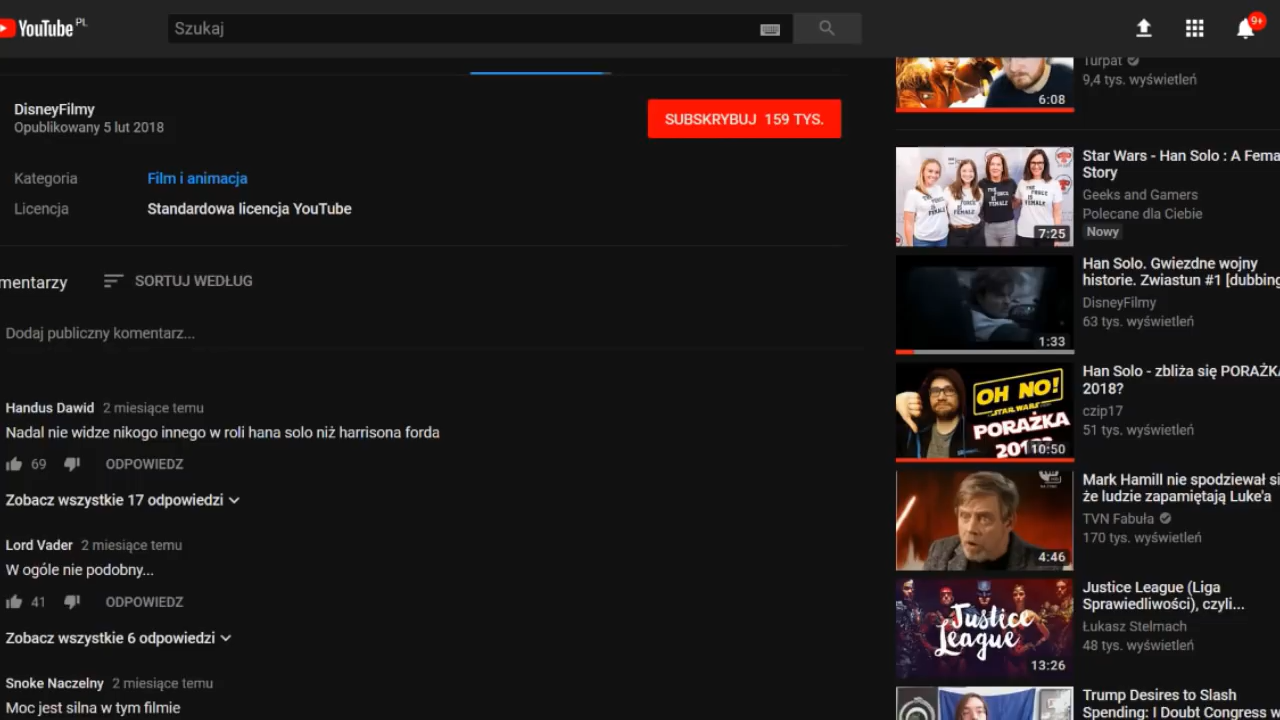 YouTube PL
Szukaj
9+
DisneyFilmy
Opublikowany 5 lut 2018
SUBSKRYBUJ 159 TYS.
Kategoria
Film i animacja
Licencja
Standardowa licencja YouTube
mentarzy
SORTUJ WEDŁUG
Dodaj publiczny komentarz...
Handus Dawid 2 miesiące temu
Nadal nie widze nikogo innego w roli hana solo niż harrisona forda
69
ODPOWIEDZ
Zobacz wszystkie 17 odpowiedzi
Lord Vader 2 miesiące temu
W ogóle nie podobny...
41
ODPOWIEDZ
Zobacz wszystkie 6 odpowiedzi
Snoke Naczelny 2 miesiące temu
Moc jest silna w tym filmie
6:08
Turpat
9,4 tys. wyświetleń
THE FORCE IS FEMALE
7:25
Star Wars - Han Solo : A Fema
Story
Geeks and Gamers
Polecane dla Ciebie
Nowy
1:33
Han Solo. Gwiezdne wojny
historie. Zwiastun #1 [dubbing
DisneyFilmy
63 tys. wyświetleń
OH NO!
STAR WARS
PORAŻKA
2018?
10:50
Han Solo - zbliża się PORAŻKA
2018?
czip17
51 tys. wyświetleń
4:46
Mark Hamill nie spodziewał si
że ludzie zapamiętają Luke'a
TVN Fabuła
170 tys. wyświetleń
Justice
League
13:26
Justice League (Liga
Sprawiedliwości), czyli...
Łukasz Stelmach
48 tys. wyświetleń
Trump Desires to Slash
Spending: I Doubt Congress w